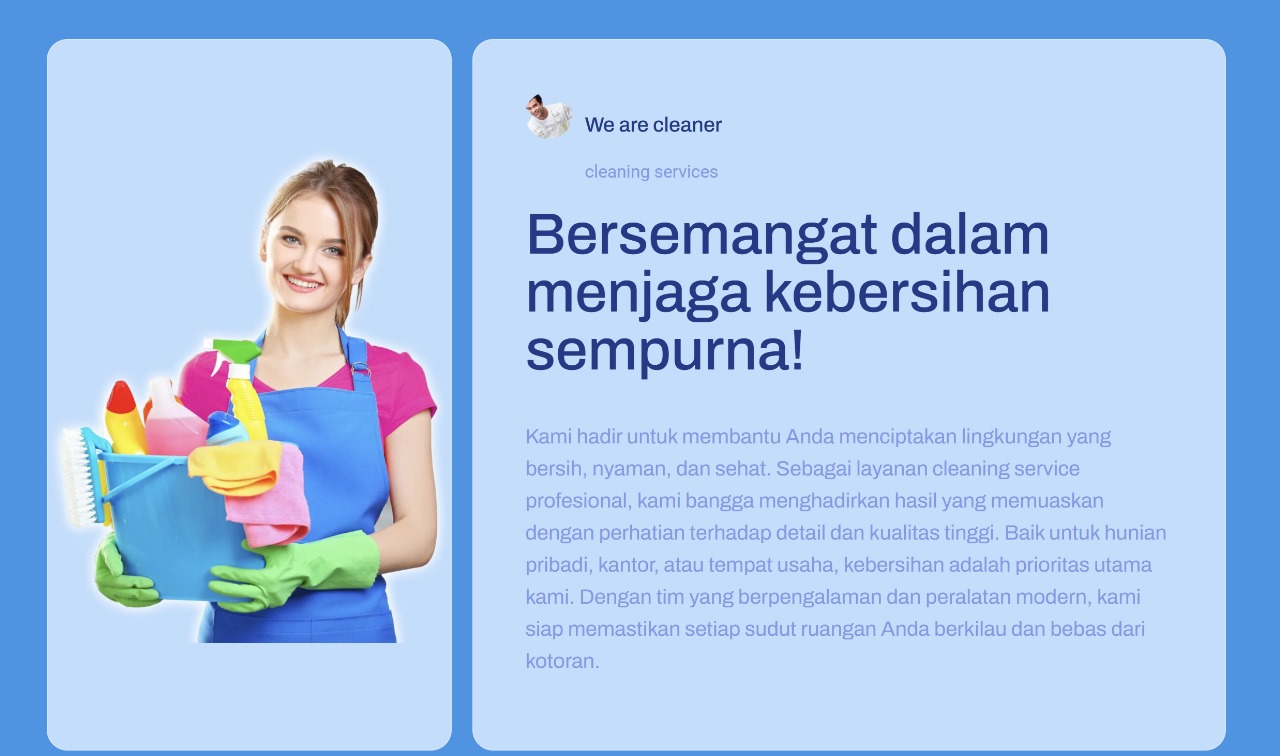 We are cleaner
cleaning services
Bersemangat dalam
menjaga kebersihan
sempurna!
Kami hadir untuk membantu Anda menciptakan lingkungan yang
bersih, nyaman, dan sehat. Sebagai layanan cleaning service
profesional, kami bangga menghadirkan hasil yang memuaskan
dengan perhatian terhadap detail dan kualitas tinggi. Baik untuk hunian
pribadi, kantor, atau tempat usaha, kebersihan adalah prioritas utama
kami. Dengan tim yang berpengalaman dan peralatan modern, kami
siap memastikan setiap sudut ruangan Anda berkilau dan bebas dari
kotoran.